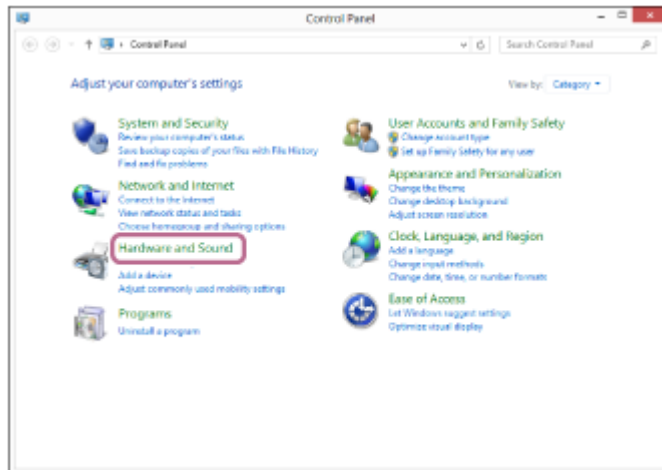 Control Panel
Control Panel
Search Control Panel
Adjust your computer's settings
View by: Category
System and Security
Review your computer's status
Save backup copies of your files with File History
Find and fix problems
Network and Internet
Connect to the Internet
View network status and tasks
Choose homegroup and sharing options
Hardware and Sound
Add a device
Adjust commonly used mobility settings
Programs
Uninstall a program
User Accounts and Family Safety
Change account type
Set up Family Safety for any user
Appearance and Personalization
Change the theme
Change desktop background
Adjust screen resolution
Clock, Language, and Region
Add a language
Change input methods
Change date, time, or number formats
Ease of Access
Let Windows suggest settings
Optimize visual display